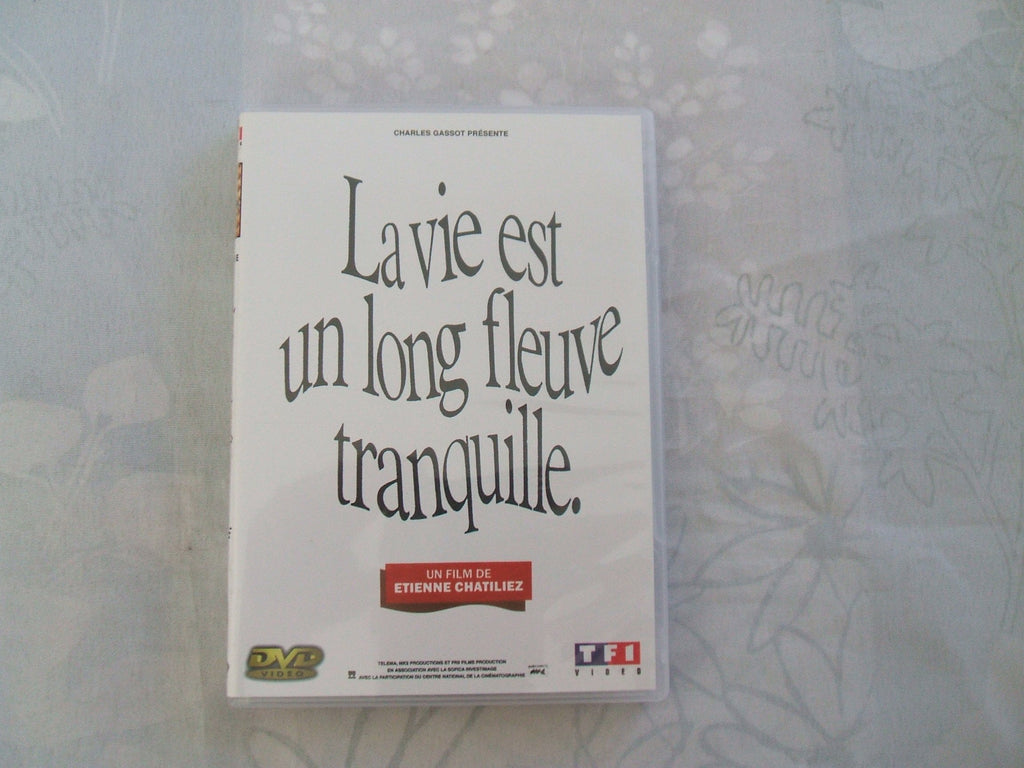 CHARLES GASSOT PRÉSENTE
La vie est
un long fleuve
tranquille.
UN FILM DE
ETIENNE CHATILIEZ
DVD
VIDEO
TELEMA, MK2 PRODUCTIONS ET FR3 FILMS PRODUCTION
EN ASSOCIATION AVEC LA SOFICA INVESTIMAGE
AVEC LA PARTICIPATION DU CENTRE NATIONAL DE LA CINÉMATOGRAPHIE
TF1
VIDEO